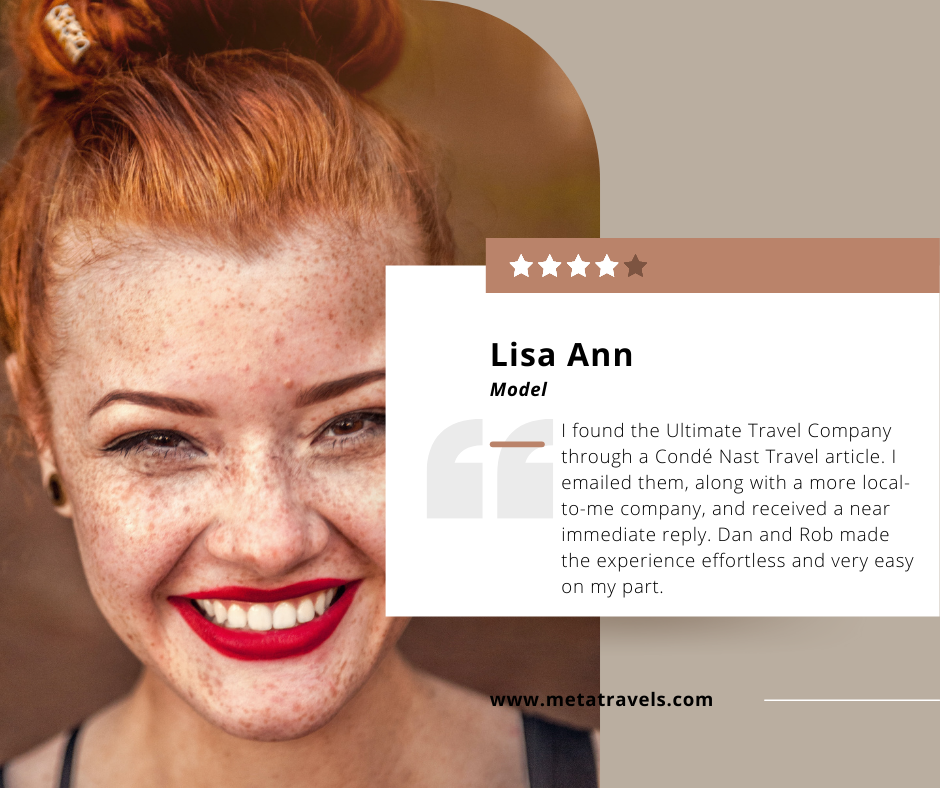 Lisa Ann
Model
I found the Ultimate Travel Company
through a Condé Nast Travel article. I
emailed them, along with a more local-
to-me company, and received a near
immediate reply. Dan and Rob made
the experience effortless and very easy
on my part.
www.metatravels.com